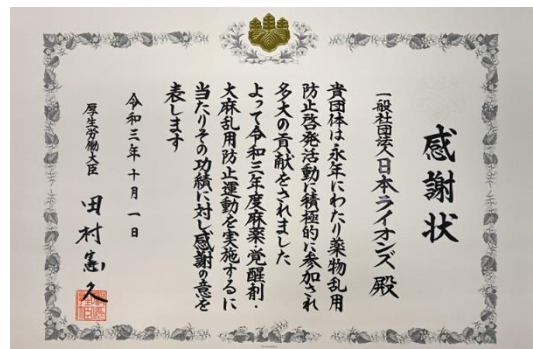 感謝状
一般社団法人日本ライオンズ殿
貴団体は永年にわたり薬物乱用
防止啓発活動に積極的に参加され
多大の貢献をされました
よって令和三年度麻薬・覚醒剤・
大麻乱用防止運動を実施するに
当たりその功績に対し感謝の意を
表します
令和三年十月一日
厚生労働大臣 田村憲久